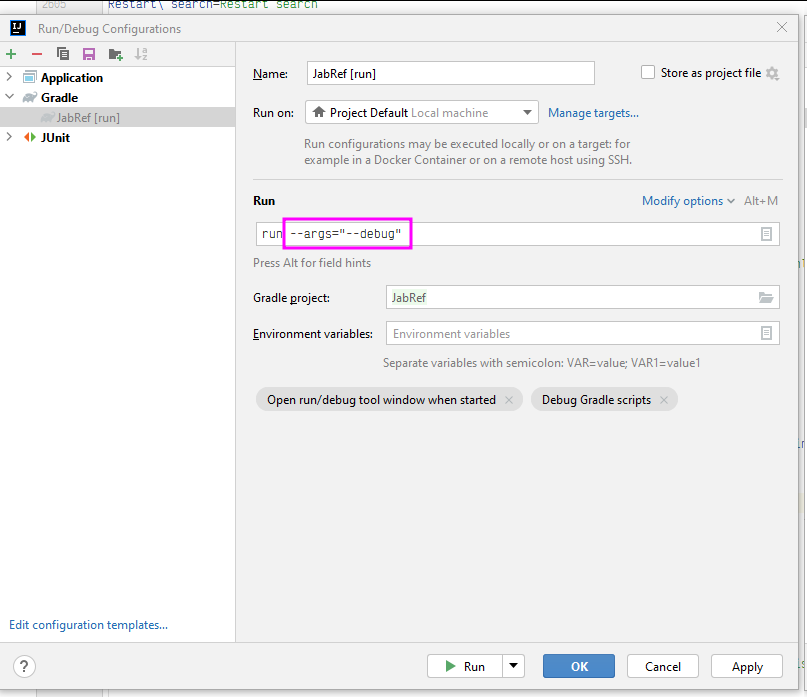 2605 Restart\ search=Restart search
Run/Debug Configurations
Application
Gradle
JabRef [run]
JUnit
Edit configuration templates...
Name: JabRef [run] Store as project file
Run on: Project Default Local machine Manage targets...
Run configurations may be executed locally or on a target: for
example in a Docker Container or on a remote host using SSH.
Run Modify options Alt+M
run --args="--debug"
Press Alt for field hints
Gradle project: JabRef
Environment variables: Environment variables
Separate variables with semicolon: VAR=value; VAR1=value1
Open run/debug tool window when started Debug Gradle scripts
? Run OK Cancel Apply